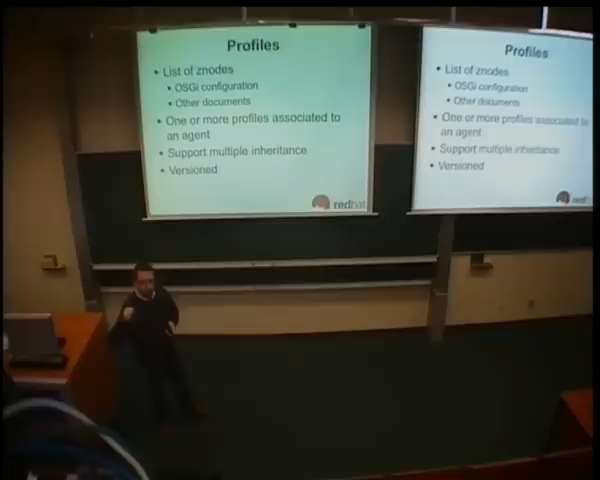 Profiles
• List of znodes
• OSGi configuration
• Other documents
• One or more profiles associated to
an agent
• Support multiple inheritance
• Versioned
redhat
Profiles
• List of znodes
• OSGi configuration
• Other documents
• One or more profiles associated to
an agent
• Support multiple inheritance
• Versioned
red